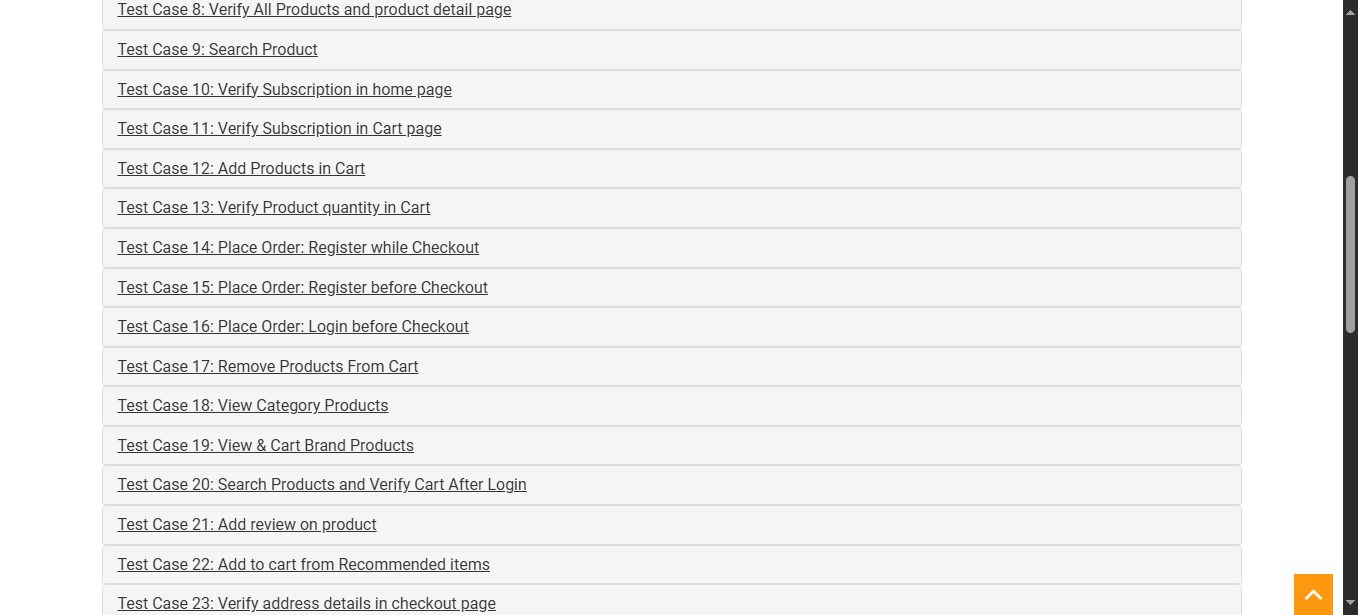 Test Case 8: Verify All Products and product detail page
Test Case 9: Search Product
Test Case 10: Verify Subscription in home page
Test Case 11: Verify Subscription in Cart page
Test Case 12: Add Products in Cart
Test Case 13: Verify Product quantity in Cart
Test Case 14: Place Order: Register while Checkout
Test Case 15: Place Order: Register before Checkout
Test Case 16: Place Order: Login before Checkout
Test Case 17: Remove Products From Cart
Test Case 18: View Category Products
Test Case 19: View & Cart Brand Products
Test Case 20: Search Products and Verify Cart After Login
Test Case 21: Add review on product
Test Case 22: Add to cart from Recommended items
Test Case 23: Verify address details in checkout page